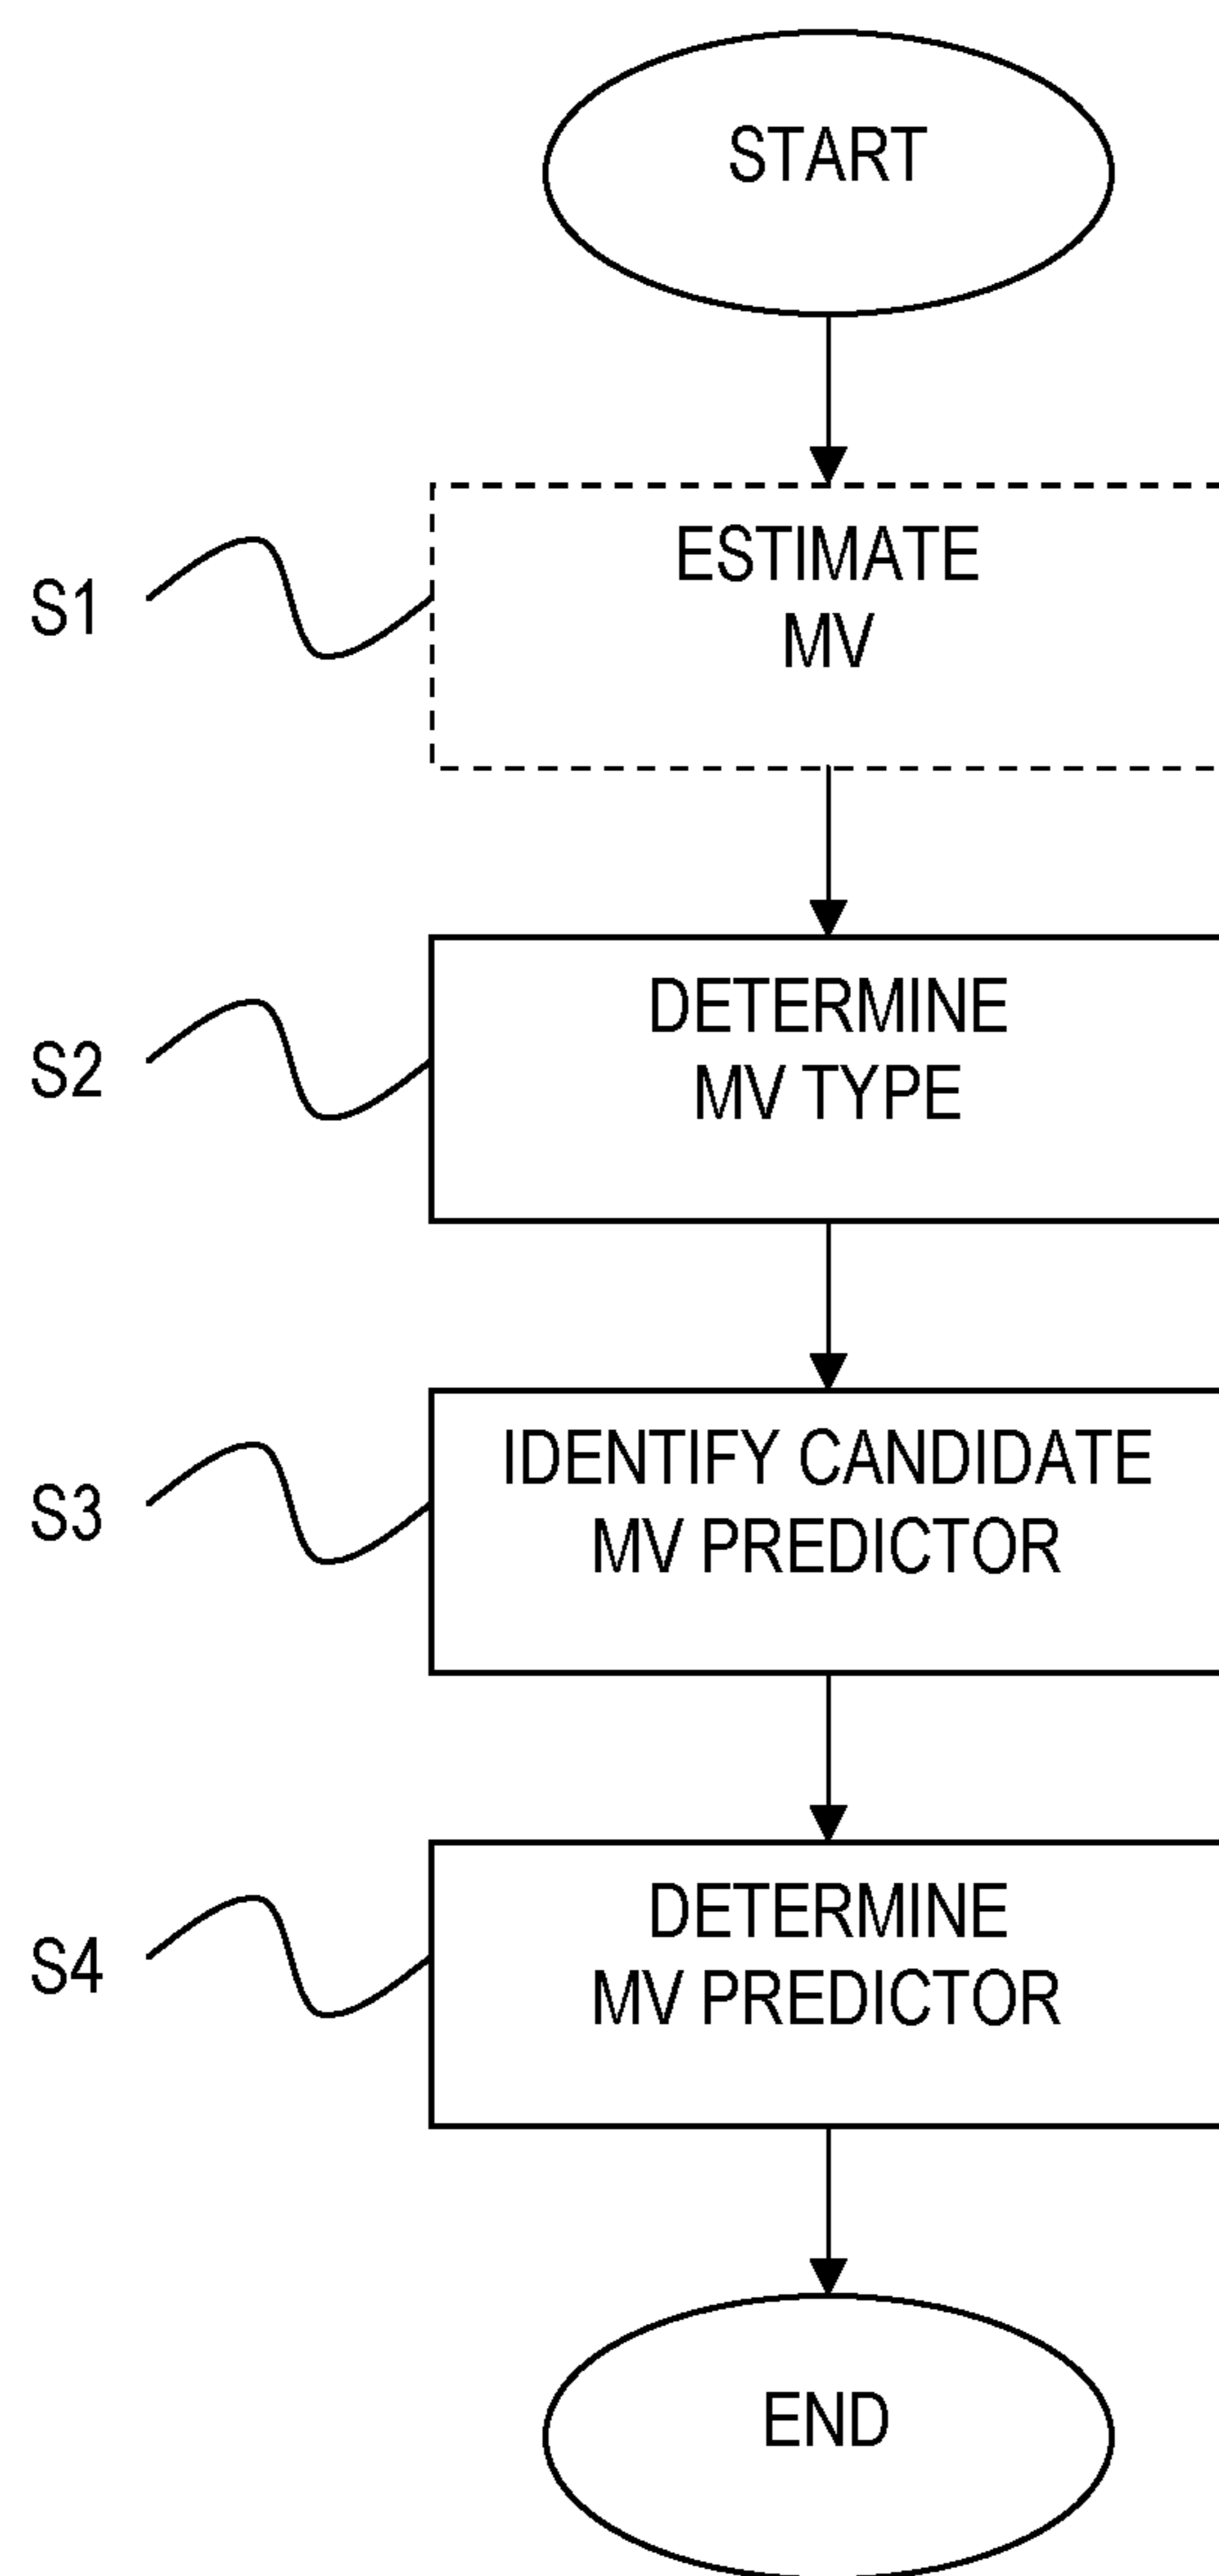 START
ESTIMATE
MV
S1
DETERMINE
MV TYPE
S2
IDENTIFY CANDIDATE
MV PREDICTOR
S3
DETERMINE
MV PREDICTOR
S4
END